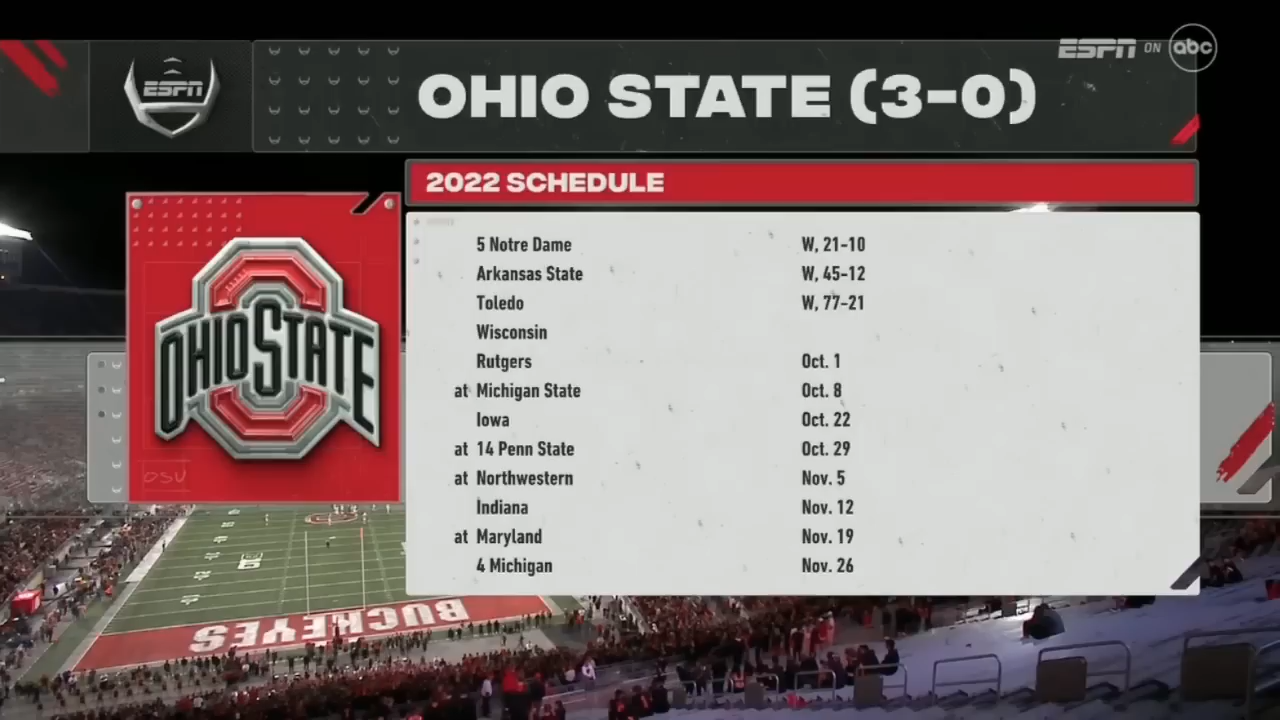 ESPN ON abc
ESPN
OHIO STATE (3-0)
2022 SCHEDULE
5 Notre Dame W, 21-10
Arkansas State W, 45-12
Toledo W, 77-21
Wisconsin
Rutgers Oct. 1
at Michigan State Oct. 8
Iowa Oct. 22
at 14 Penn State Oct. 29
at Northwestern Nov. 5
Indiana Nov. 12
at Maryland Nov. 19
4 Michigan Nov. 26
OHIO STATE
OSU
BUCKEYES